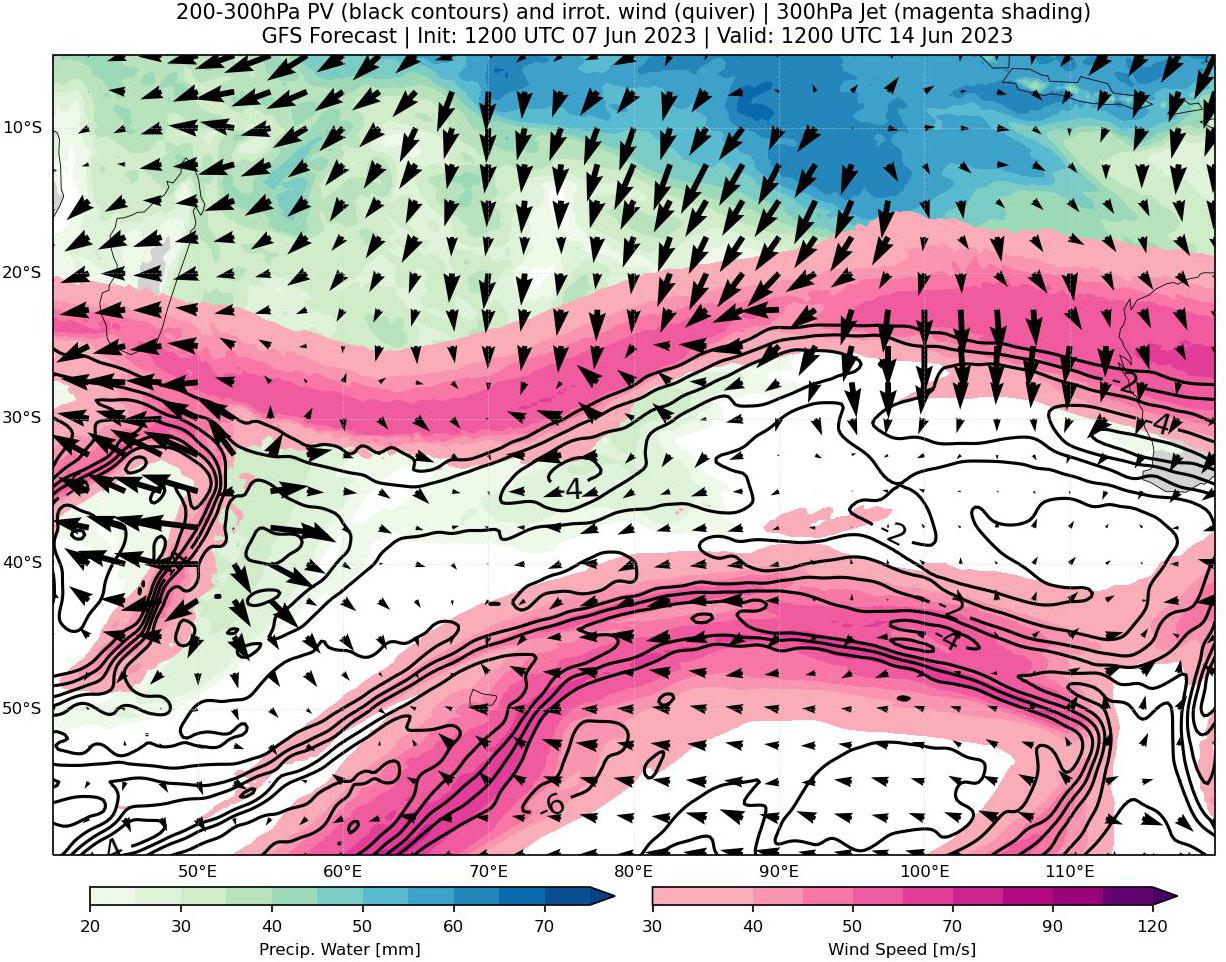 200-300hPa PV (black contours) and irrot. wind (quiver) | 300hPa Jet (magenta shading)
GFS Forecast | Init: 1200 UTC 07 Jun 2023 | Valid: 1200 UTC 14 Jun 2023
10°S
20°S
-2
30°S
-4
-4
-2
40°S
-4
50°S
-6
50°E 60°E 70°E 80°E 90°E 100°E 110°E
20 30 40 50 60 70 30 40 50 70 90 120
Precip. Water [mm] Wind Speed [m/s]